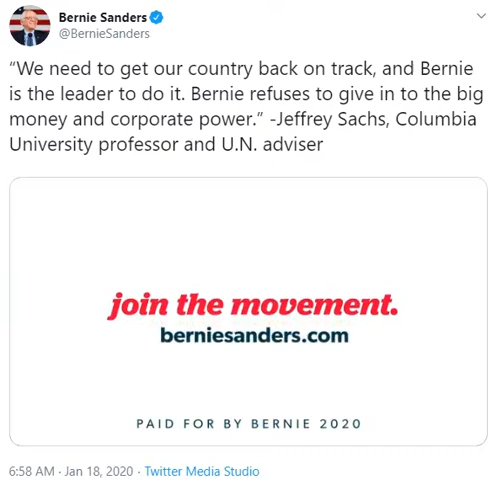 Bernie Sanders
@BernieSanders
“We need to get our country back on track, and Bernie
is the leader to do it. Bernie refuses to give in to the big
money and corporate power.” -Jeffrey Sachs, Columbia
University professor and U.N. adviser
join the movement.
berniesanders.com
PAID FOR BY BERNIE 2020
6:58 AM · Jan 18, 2020 · Twitter Media Studio